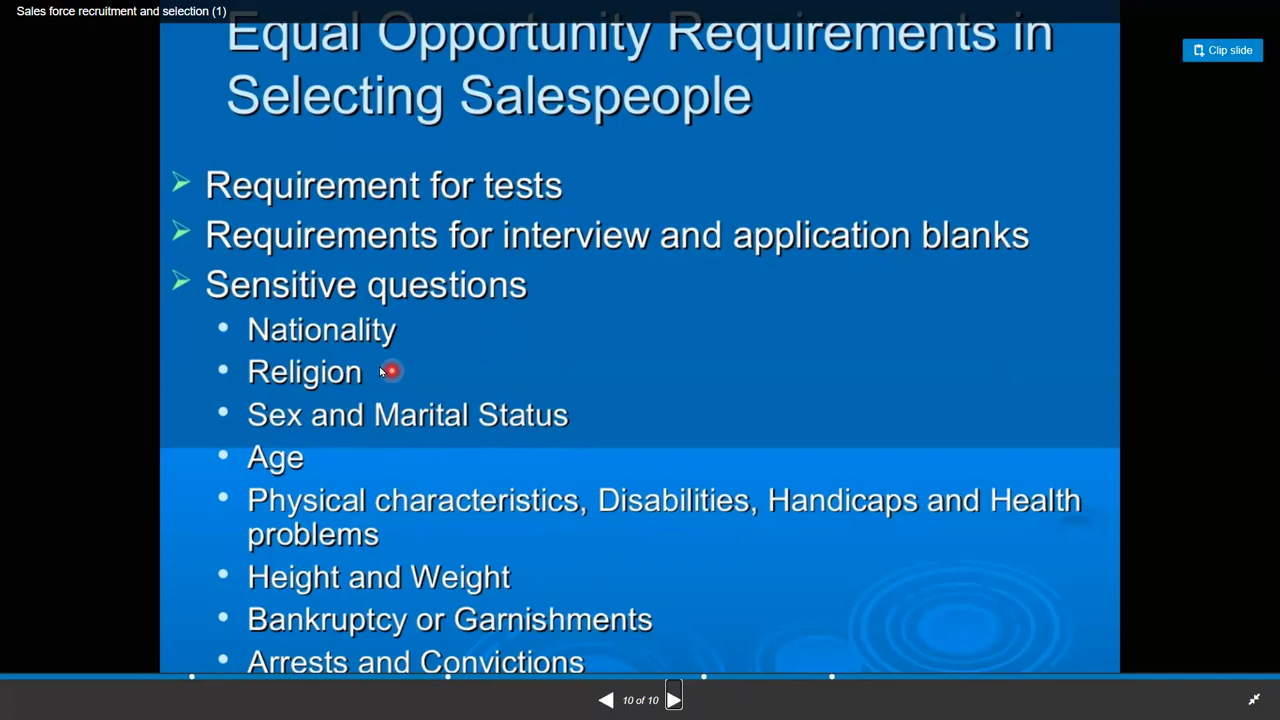 Sales force recruitment and selection (1)
Equal Opportunity Requirements in
Selecting Salespeople
Clip slide
Requirement for tests
Requirements for interview and application blanks
Sensitive questions
Nationality
Religion
Sex and Marital Status
Age
Physical characteristics, Disabilities, Handicaps and Health
problems
Height and Weight
Bankruptcy or Garnishments
Arrests and Convictions
10 of 10